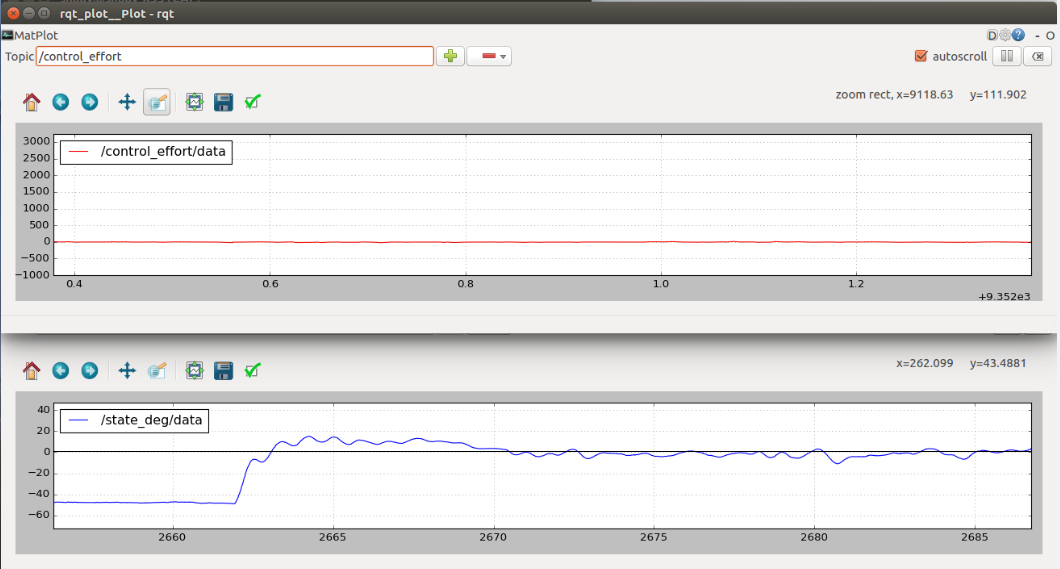 rqt_plot__Plot - rqt
MatPlot
D
- O
Topic /control_effort
autoscroll
zoom rect, x=9118.63 y=111.902
/control_effort/data
3000
2500
2000
1500
1000
500
0
−500
−1000
0.4 0.6 0.8 1.0 1.2
+9.352e3
x=262.099 y=43.4881
/state_deg/data
40
20
0
−20
−40
−60
2660 2665 2670 2675 2680 2685